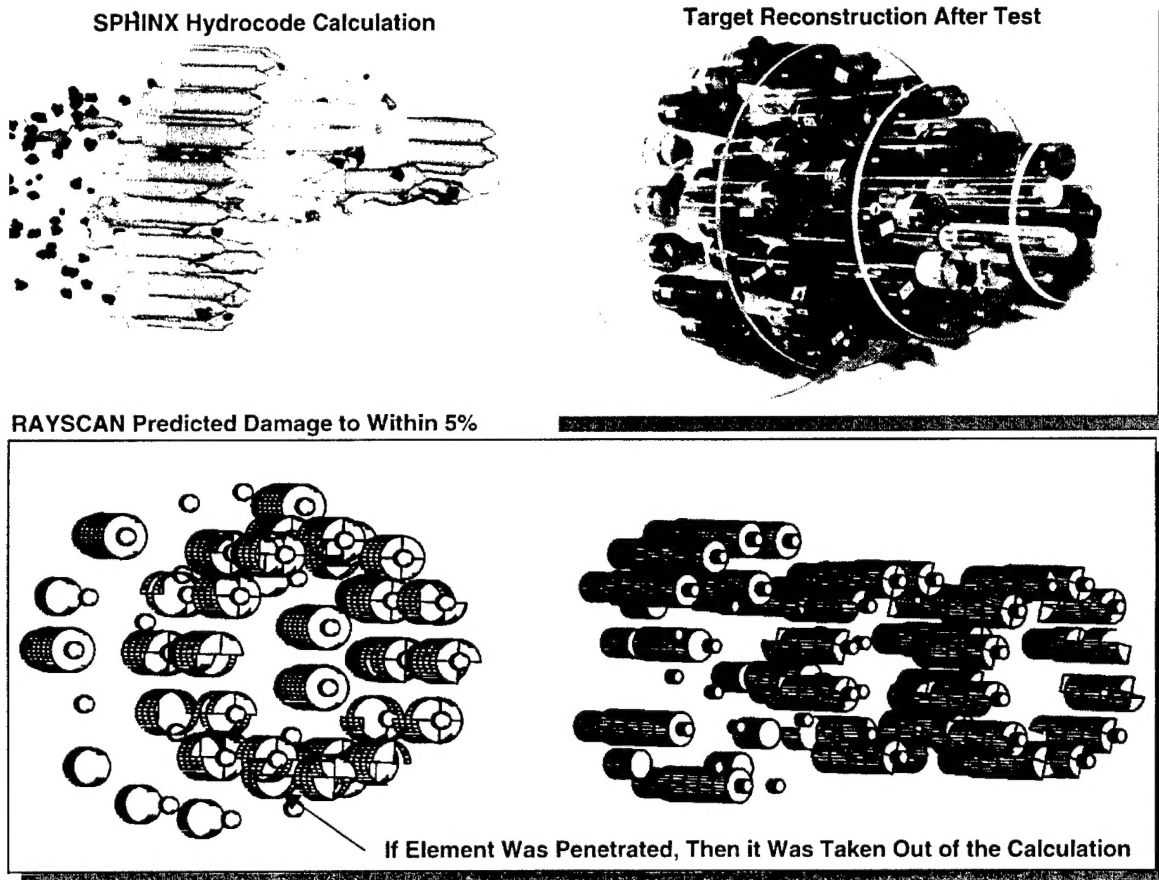 SPHINX Hydrocode Calculation
Target Reconstruction After Test
RAYSCAN Predicted Damage to Within 5%
If Element Was Penetrated, Then it Was Taken Out of the Calculation